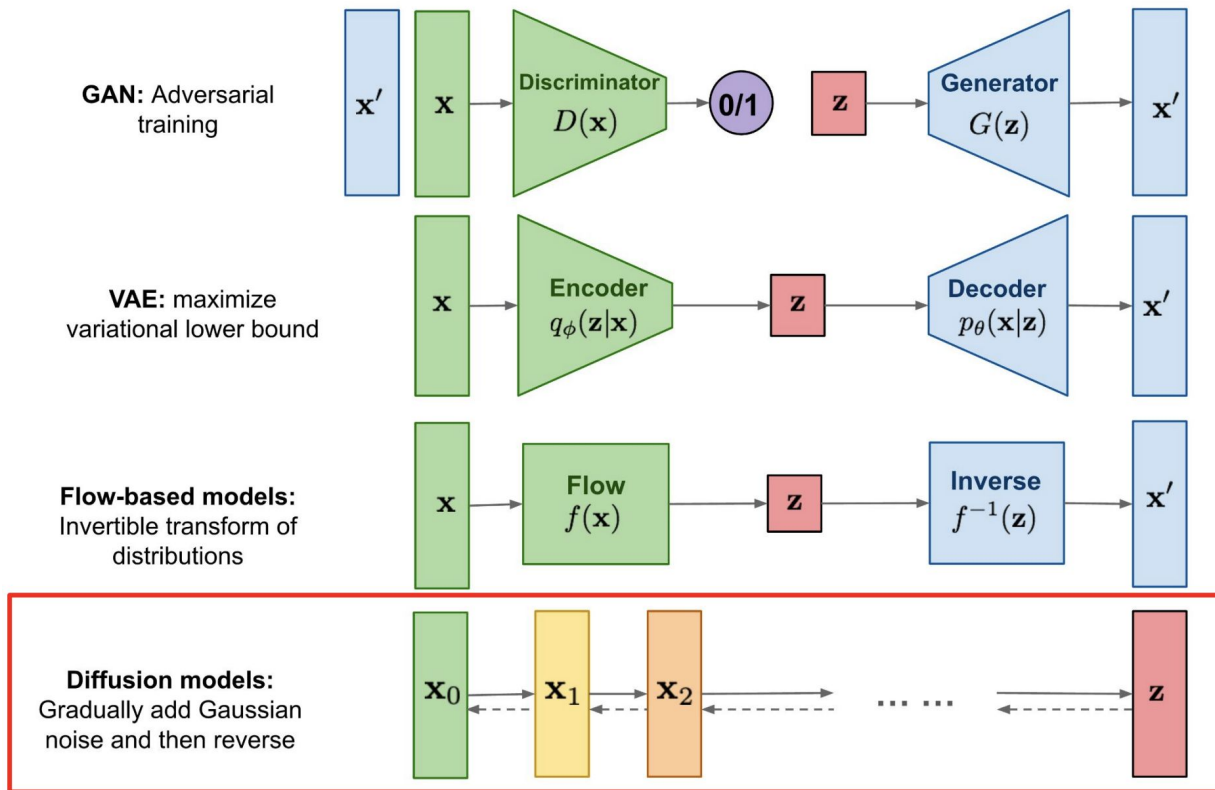 GAN: Adversarial
training
x′
x
Discriminator
D(x)
0/1
z
Generator
G(z)
x′
VAE: maximize
variational lower bound
x
Encoder
qϕ(z|x)
z
Decoder
pθ(x|z)
x′
Flow-based models:
Invertible transform of
distributions
x
Flow
f(x)
z
Inverse
f⁻¹(z)
x′
Diffusion models:
Gradually add Gaussian
noise and then reverse
x₀
x₁
x₂
... ...
z